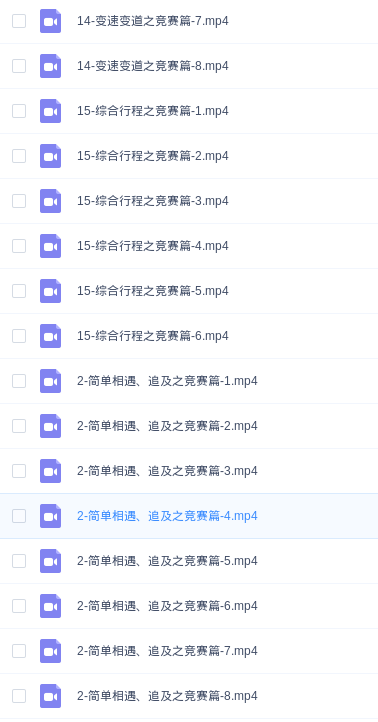 14-变速变道之竞赛篇-7.mp4
14-变速变道之竞赛篇-8.mp4
15-综合行程之竞赛篇-1.mp4
15-综合行程之竞赛篇-2.mp4
15-综合行程之竞赛篇-3.mp4
15-综合行程之竞赛篇-4.mp4
15-综合行程之竞赛篇-5.mp4
15-综合行程之竞赛篇-6.mp4
2-简单相遇、追及之竞赛篇-1.mp4
2-简单相遇、追及之竞赛篇-2.mp4
2-简单相遇、追及之竞赛篇-3.mp4
2-简单相遇、追及之竞赛篇-4.mp4
2-简单相遇、追及之竞赛篇-5.mp4
2-简单相遇、追及之竞赛篇-6.mp4
2-简单相遇、追及之竞赛篇-7.mp4
2-简单相遇、追及之竞赛篇-8.mp4